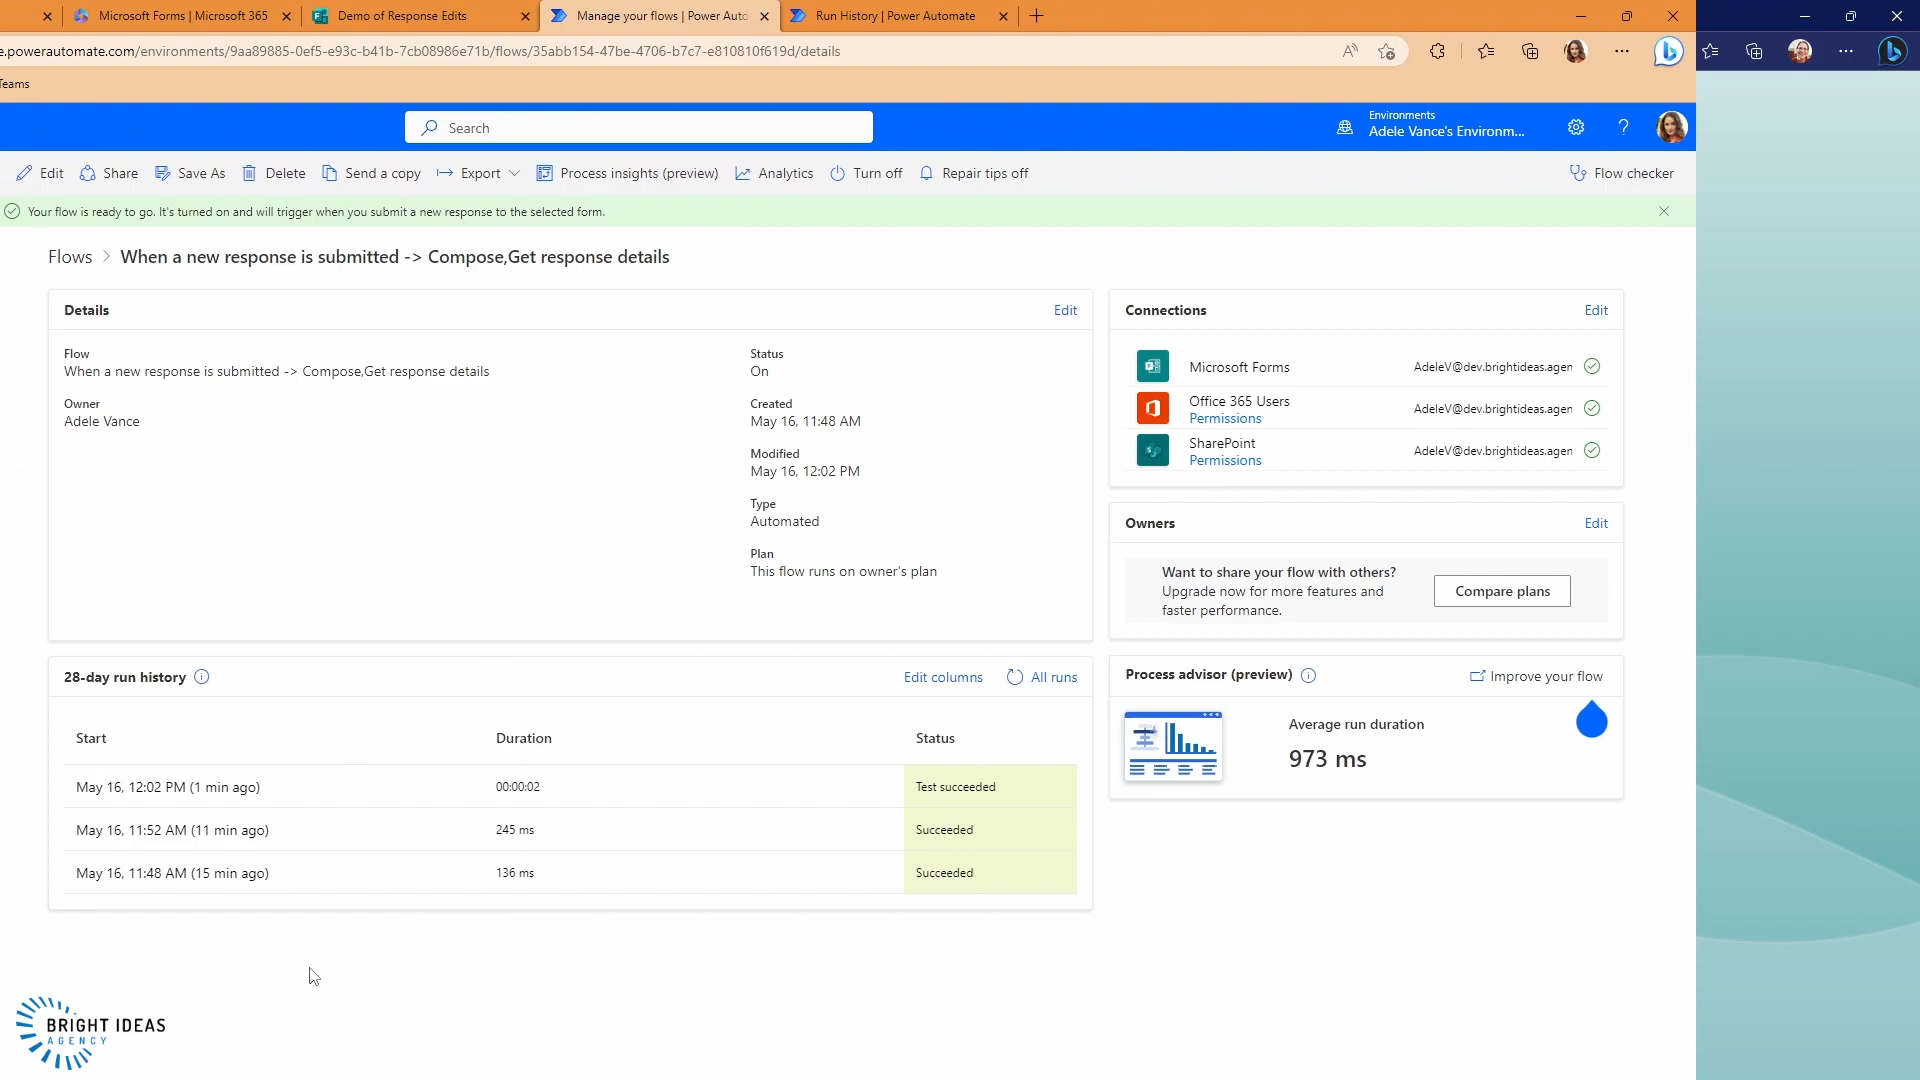 Microsoft Forms | Microsoft 365
Demo of Response Edits
Manage your flows | Power Auto
Run History | Power Automate
e.powerautomate.com/environments/9aa89885-0ef5-e93c-b41b-7cb08986e71b/flows/35abb154-47be-4706-b7c7-e810810f619d/details
Teams
Search
Environments
Adele Vance's Environm...
Edit
Share
Save As
Delete
Send a copy
Export
Process insights (preview)
Analytics
Turn off
Repair tips off
Flow checker
Your flow is ready to go. It's turned on and will trigger when you submit a new response to the selected form.
Flows > When a new response is submitted -> Compose,Get response details
Details
Edit
Flow
When a new response is submitted -> Compose,Get response details
Owner
Adele Vance
Status
On
Created
May 16, 11:48 AM
Modified
May 16, 12:02 PM
Type
Automated
Plan
This flow runs on owner's plan
Connections
Edit
Microsoft Forms
AdeleV@dev.brightideas.agen
Office 365 Users
Permissions
AdeleV@dev.brightideas.agen
SharePoint
Permissions
AdeleV@dev.brightideas.agen
Owners
Edit
Want to share your flow with others?
Upgrade now for more features and
faster performance.
Compare plans
28-day run history
Edit columns
All runs
Start
Duration
Status
May 16, 12:02 PM (1 min ago)
00:00:02
Test succeeded
May 16, 11:52 AM (11 min ago)
245 ms
Succeeded
May 16, 11:48 AM (15 min ago)
136 ms
Succeeded
Process advisor (preview)
Improve your flow
Average run duration
973 ms
BRIGHT IDEAS
AGENCY